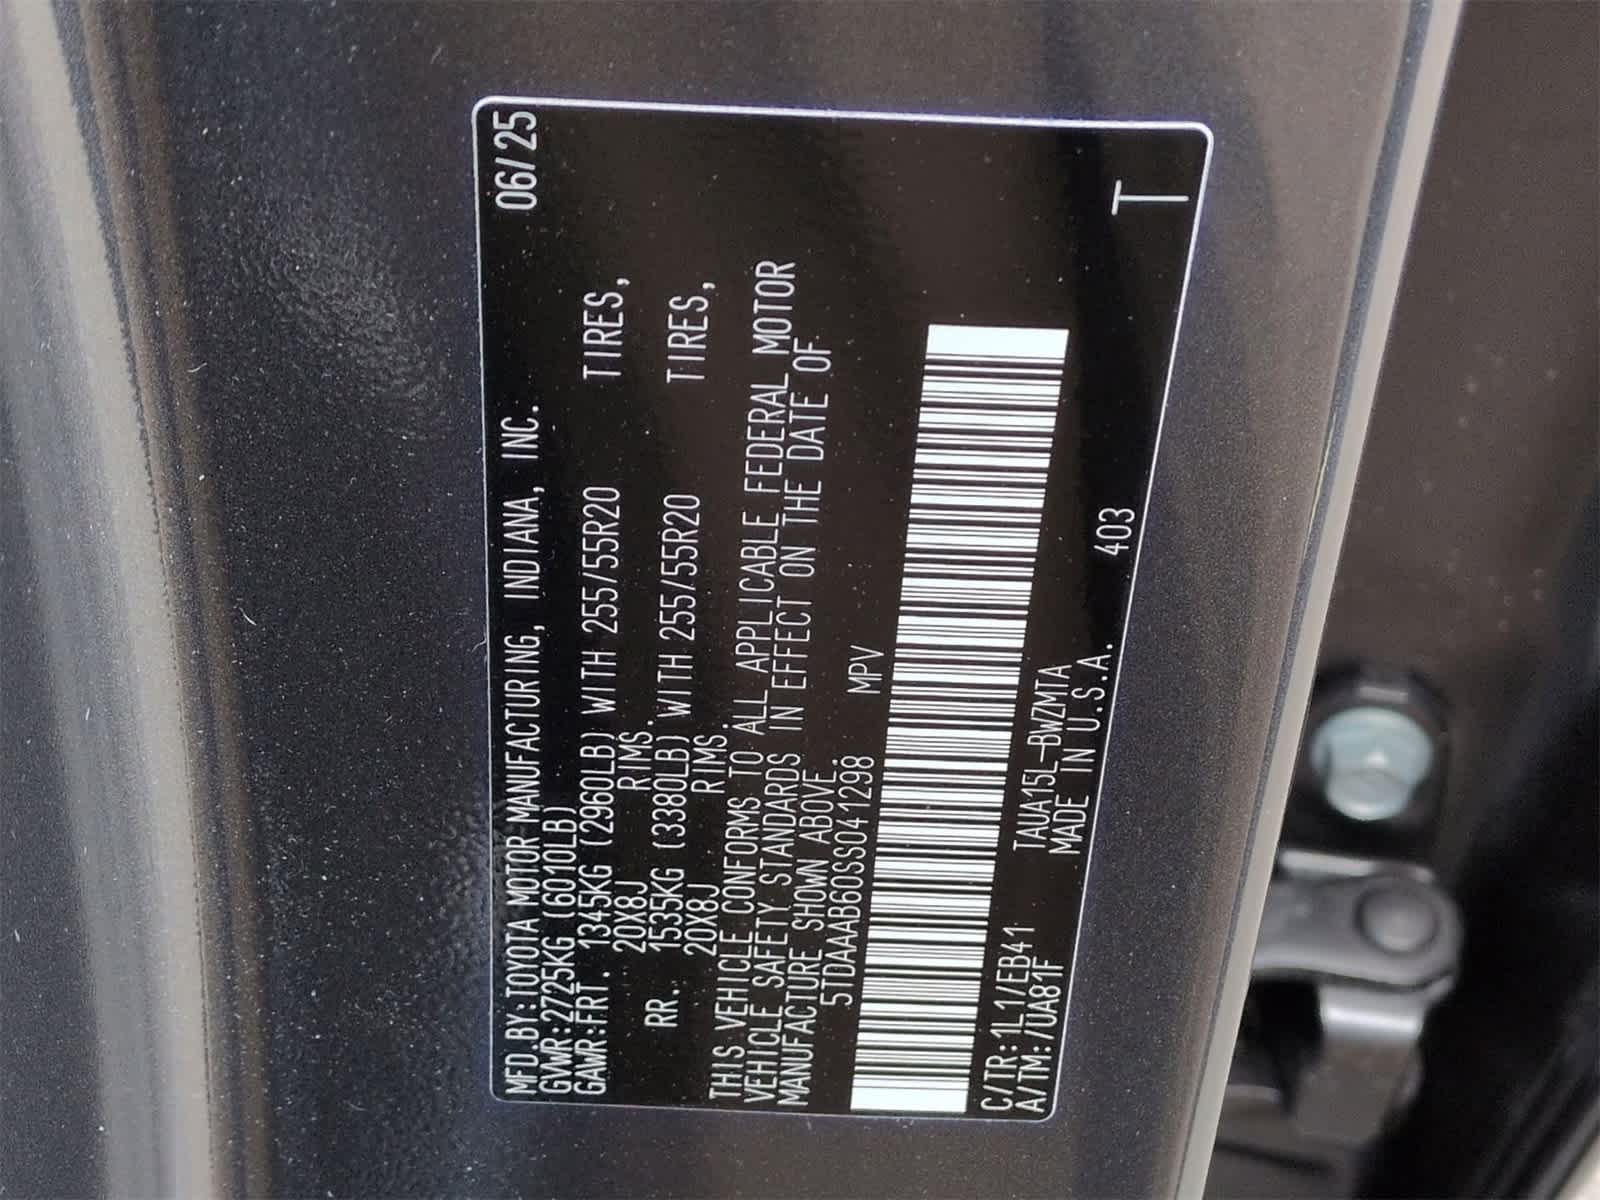 MFD.BY:TOYOTA MOTOR MANUFACTURING, INDIANA, INC. 06/25
GVWR:2725KG (6010LB)
GAWR:FRT. 1345KG (2960LB) WITH 255/55R20 TIRES,
20X8J RIMS.
RR. 1535KG (3380LB) WITH 255/55R20 TIRES,
20X8J RIMS.
THIS VEHICLE CONFORMS TO ALL APPLICABLE FEDERAL MOTOR
VEHICLE SAFETY STANDARDS IN EFFECT ON THE DATE OF
MANUFACTURE SHOWN ABOVE.
5TDAAAB60SS041298 MPV
C/TR:1L1/EB41 TAUA15L-BWZMTA
A/TM:/UA81F MADE IN U.S.A. 403
T